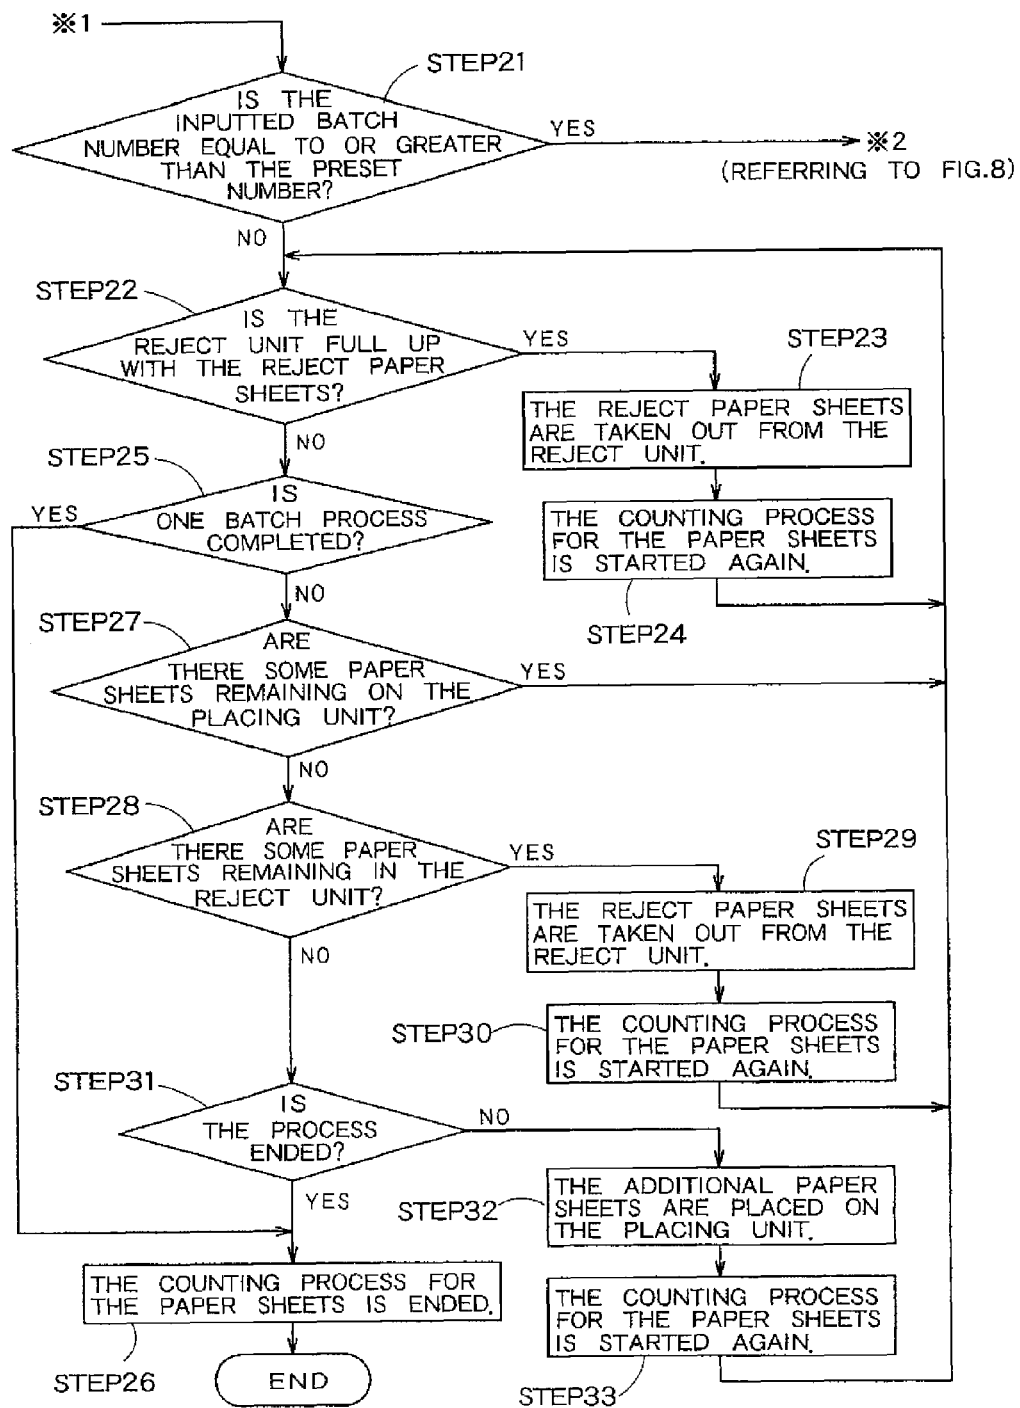 ※1
STEP21
IS THE
INPUTTED BATCH
NUMBER EQUAL TO OR GREATER
THAN THE PRESET
NUMBER?
YES
※2
(REFERRING TO FIG.8)
NO
STEP22
IS THE
REJECT UNIT FULL UP
WITH THE REJECT PAPER
SHEETS?
YES
STEP23
THE REJECT PAPER SHEETS
ARE TAKEN OUT FROM THE
REJECT UNIT.
NO
STEP25
IS
ONE BATCH PROCESS
COMPLETED?
YES
THE COUNTING PROCESS
FOR THE PAPER SHEETS
IS STARTED AGAIN.
STEP24
NO
STEP27
ARE
THERE SOME PAPER
SHEETS REMAINING ON THE
PLACING UNIT?
YES
NO
STEP28
ARE
THERE SOME PAPER
SHEETS REMAINING IN THE
REJECT UNIT?
YES
STEP29
THE REJECT PAPER SHEETS
ARE TAKEN OUT FROM THE
REJECT UNIT.
NO
STEP30
THE COUNTING PROCESS
FOR THE PAPER SHEETS
IS STARTED AGAIN.
STEP31
IS
THE PROCESS
ENDED?
NO
YES
STEP32
THE ADDITIONAL PAPER
SHEETS ARE PLACED ON
THE PLACING UNIT.
THE COUNTING PROCESS FOR
THE PAPER SHEETS IS ENDED.
STEP26
THE COUNTING PROCESS
FOR THE PAPER SHEETS
IS STARTED AGAIN.
STEP33
END